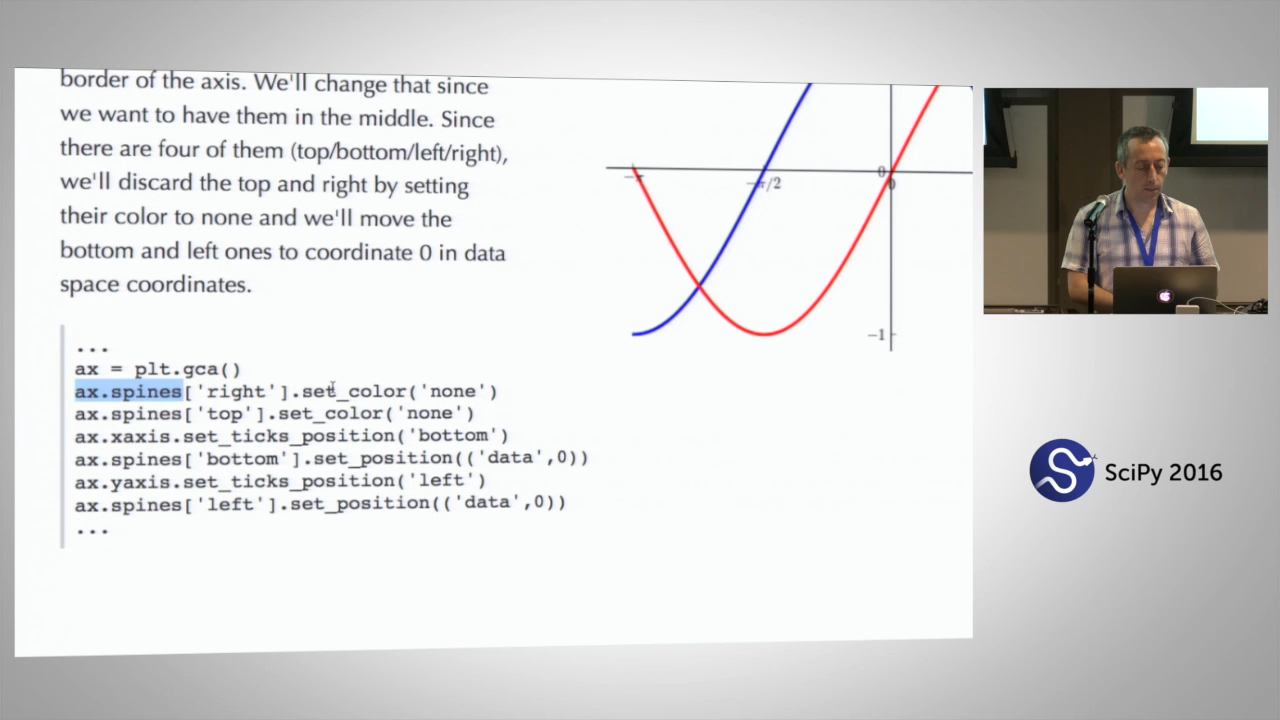 border of the axis. We'll change that since
we want to have them in the middle. Since
there are four of them (top/bottom/left/right),
we'll discard the top and right by setting
their color to none and we'll move the
bottom and left ones to coordinate 0 in data
space coordinates.
...
ax = plt.gca()
ax.spines['right'].set_color('none')
ax.spines['top'].set_color('none')
ax.xaxis.set_ticks_position('bottom')
ax.spines['bottom'].set_position(('data',0))
ax.yaxis.set_ticks_position('left')
ax.spines['left'].set_position(('data',0))
...
−π
−π/2
0
0
−1
SciPy 2016